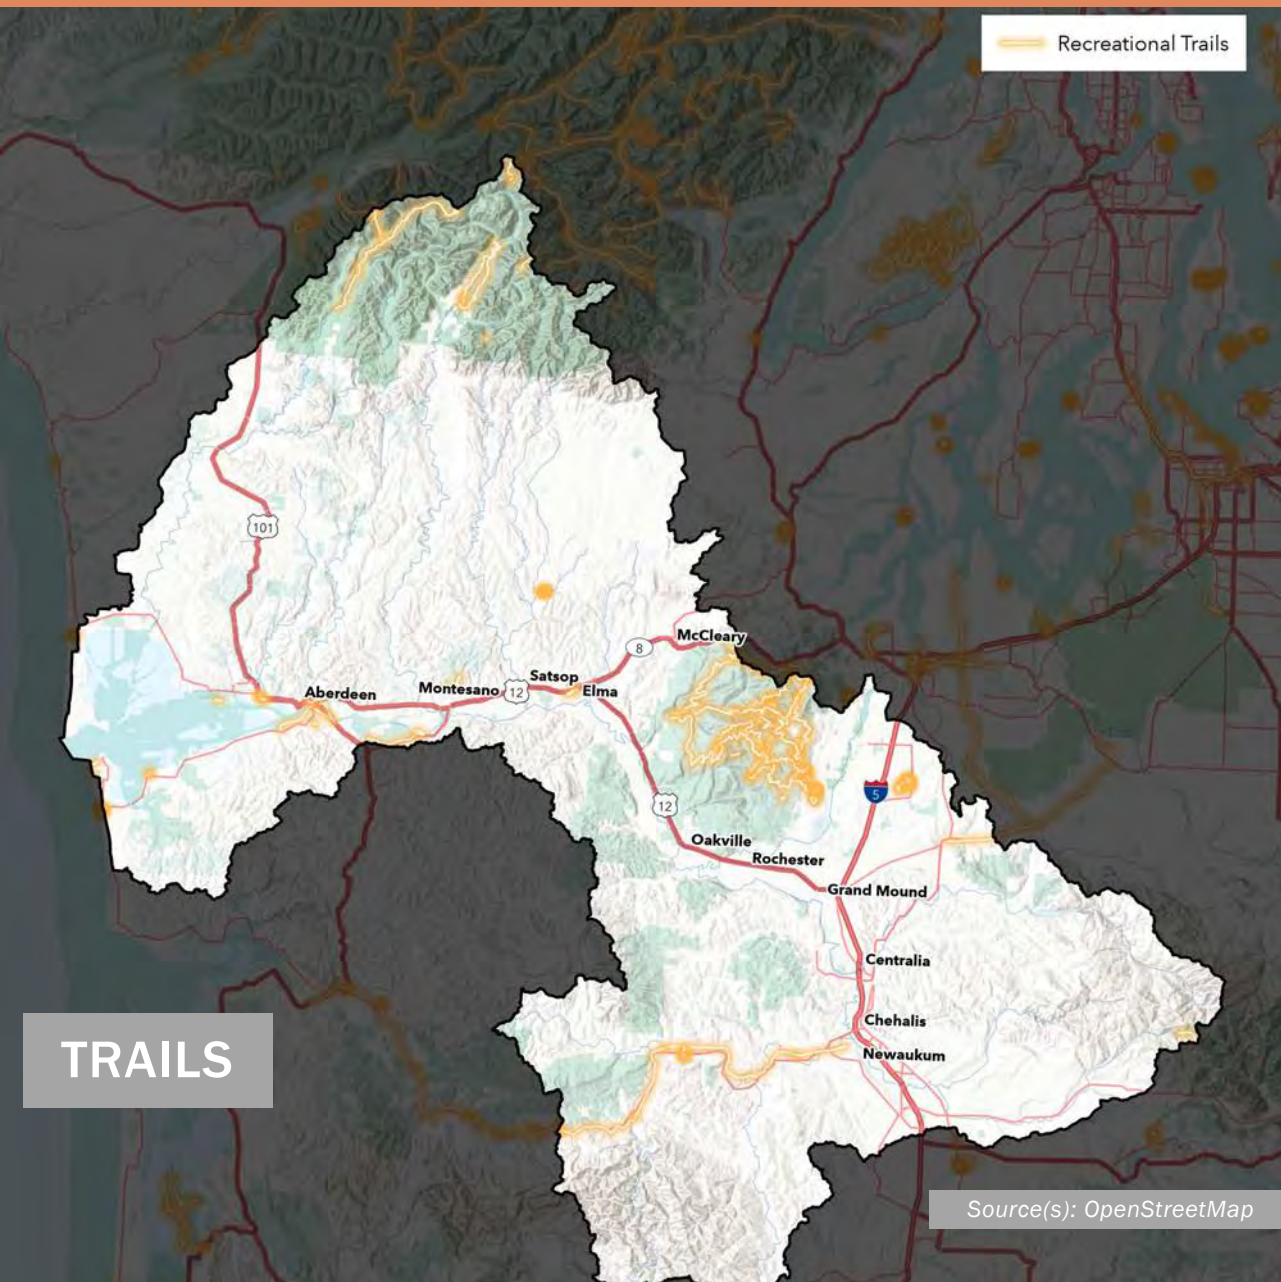 Recreational Trails
101
McCleary
8
Satsop
Aberdeen
Montesano
12
Elma
5
12
Oakville
Rochester
Grand Mound
Centralia
Chehalis
TRAILS
Newaukum
Source(s): OpenStreetMap